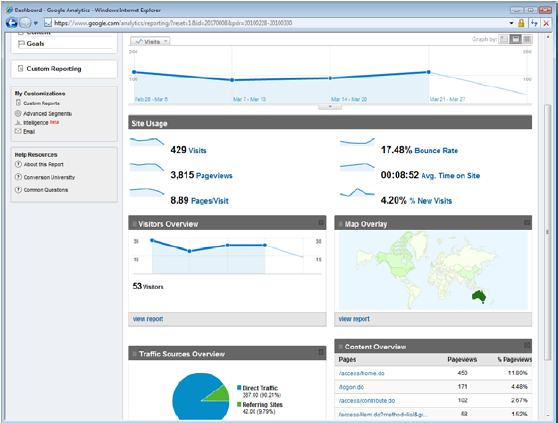 Dashboard - Google Analytics - Windows Internet Explorer
https://www.google.com/analytics/reporting/?reset=1&id=20170608&pdr=20100228-20100330
Content
Goals
Custom Reporting
My Customizations
Custom Reports
Advanced Segments
Intelligence Beta
Email
Help Resources
About this Report
Conversion University
Common Questions
Visits
Graph by:
200
200
100
100
Feb 28 - Mar 6
Mar 7 - Mar 13
Mar 14 - Mar 20
Mar 21 - Mar 27
Site Usage
429 Visits
17.48% Bounce Rate
3,815 Pageviews
00:08:52 Avg. Time on Site
8.89 Pages/Visit
4.20% % New Visits
Visitors Overview
Map Overlay
30
30
15
15
53 Visitors
view report
view report
Traffic Sources Overview
Content Overview
Pages
Pageviews
% Pageviews
Direct Traffic
387.00 (90.21%)
Referring Sites
42.00 (9.79%)
/access/home.do
450
11.80%
/logon.do
171
4.48%
/access/contribute.do
102
2.67%
/access/item.do?method=list&gr...
58
1.52%